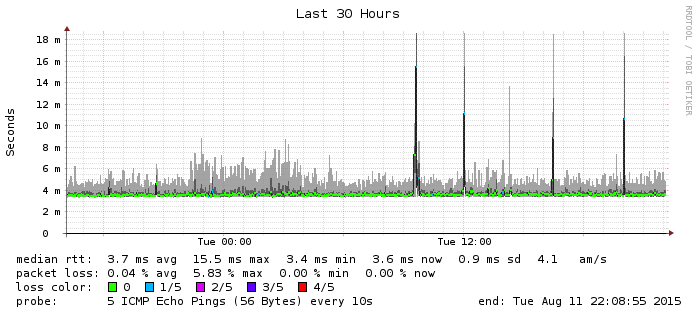 Last 30 Hours
RRDTOOL / TOBI OETIKER
Seconds
18 m
16 m
14 m
12 m
10 m
8 m
6 m
4 m
2 m
0
Tue 00:00 Tue 12:00
median rtt: 3.7 ms avg 15.5 ms max 3.4 ms min 3.6 ms now 0.9 ms sd 4.1 am/s
packet loss: 0.04 % avg 5.83 % max 0.00 % min 0.00 % now
loss color: 0 1/5 2/5 3/5 4/5
probe: 5 ICMP Echo Pings (56 Bytes) every 10s end: Tue Aug 11 22:08:55 2015